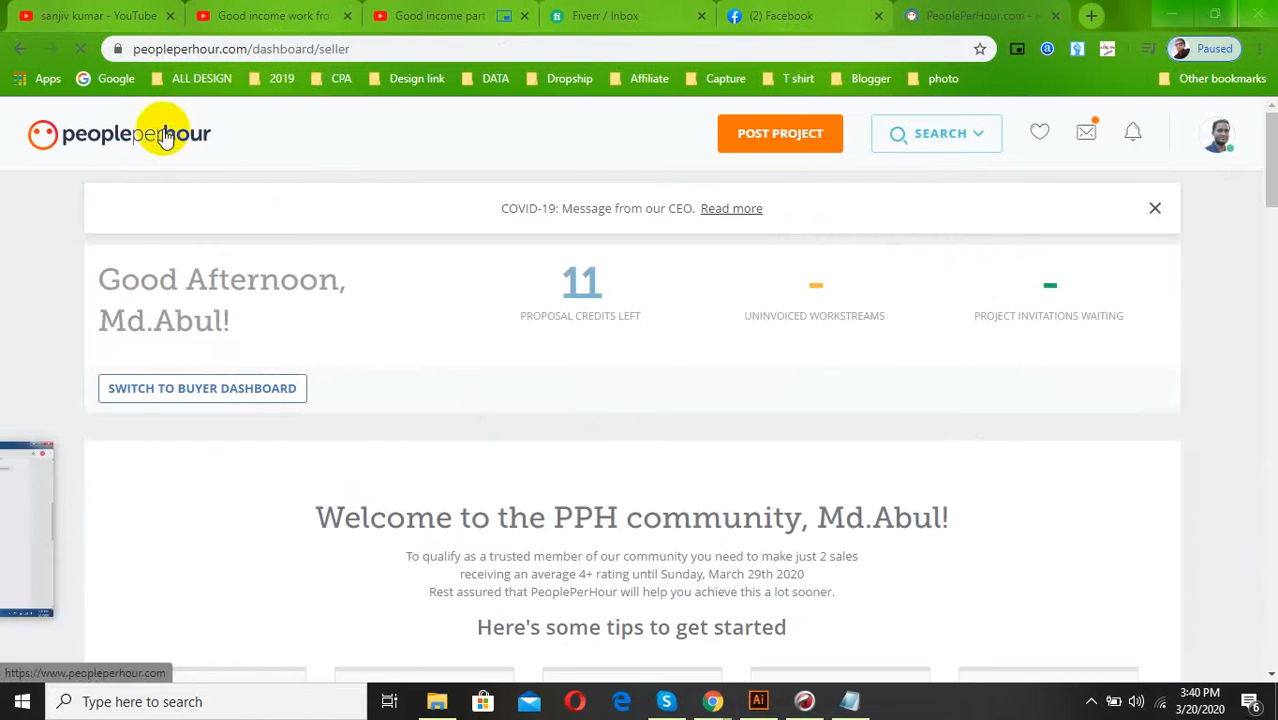 sanjiv kumar - YouTube
Good income work fro
Good income part
Fiverr / Inbox
(2) Facebook
PeoplePerHour.com -
peopleperhour.com/dashboard/seller
Paused
Apps
Google
ALL DESIGN
2019
CPA
Design link
DATA
Dropship
Affiliate
Capture
T shirt
Blogger
photo
Other bookmarks
peopleperhour
POST PROJECT
SEARCH
COVID-19: Message from our CEO. Read more
Good Afternoon,
Md.Abul!
11
-
-
PROPOSAL CREDITS LEFT
UNINVOICED WORKSTREAMS
PROJECT INVITATIONS WAITING
SWITCH TO BUYER DASHBOARD
Welcome to the PPH community, Md.Abul!
To qualify as a trusted member of our community you need to make just 2 sales
receiving an average 4+ rating until Sunday, March 29th 2020
Rest assured that PeoplePerHour will help you achieve this a lot sooner.
Here's some tips to get started
https://www.peopleperhour.com
Type here to search
Ai
3:40 PM
3/20/2020
6